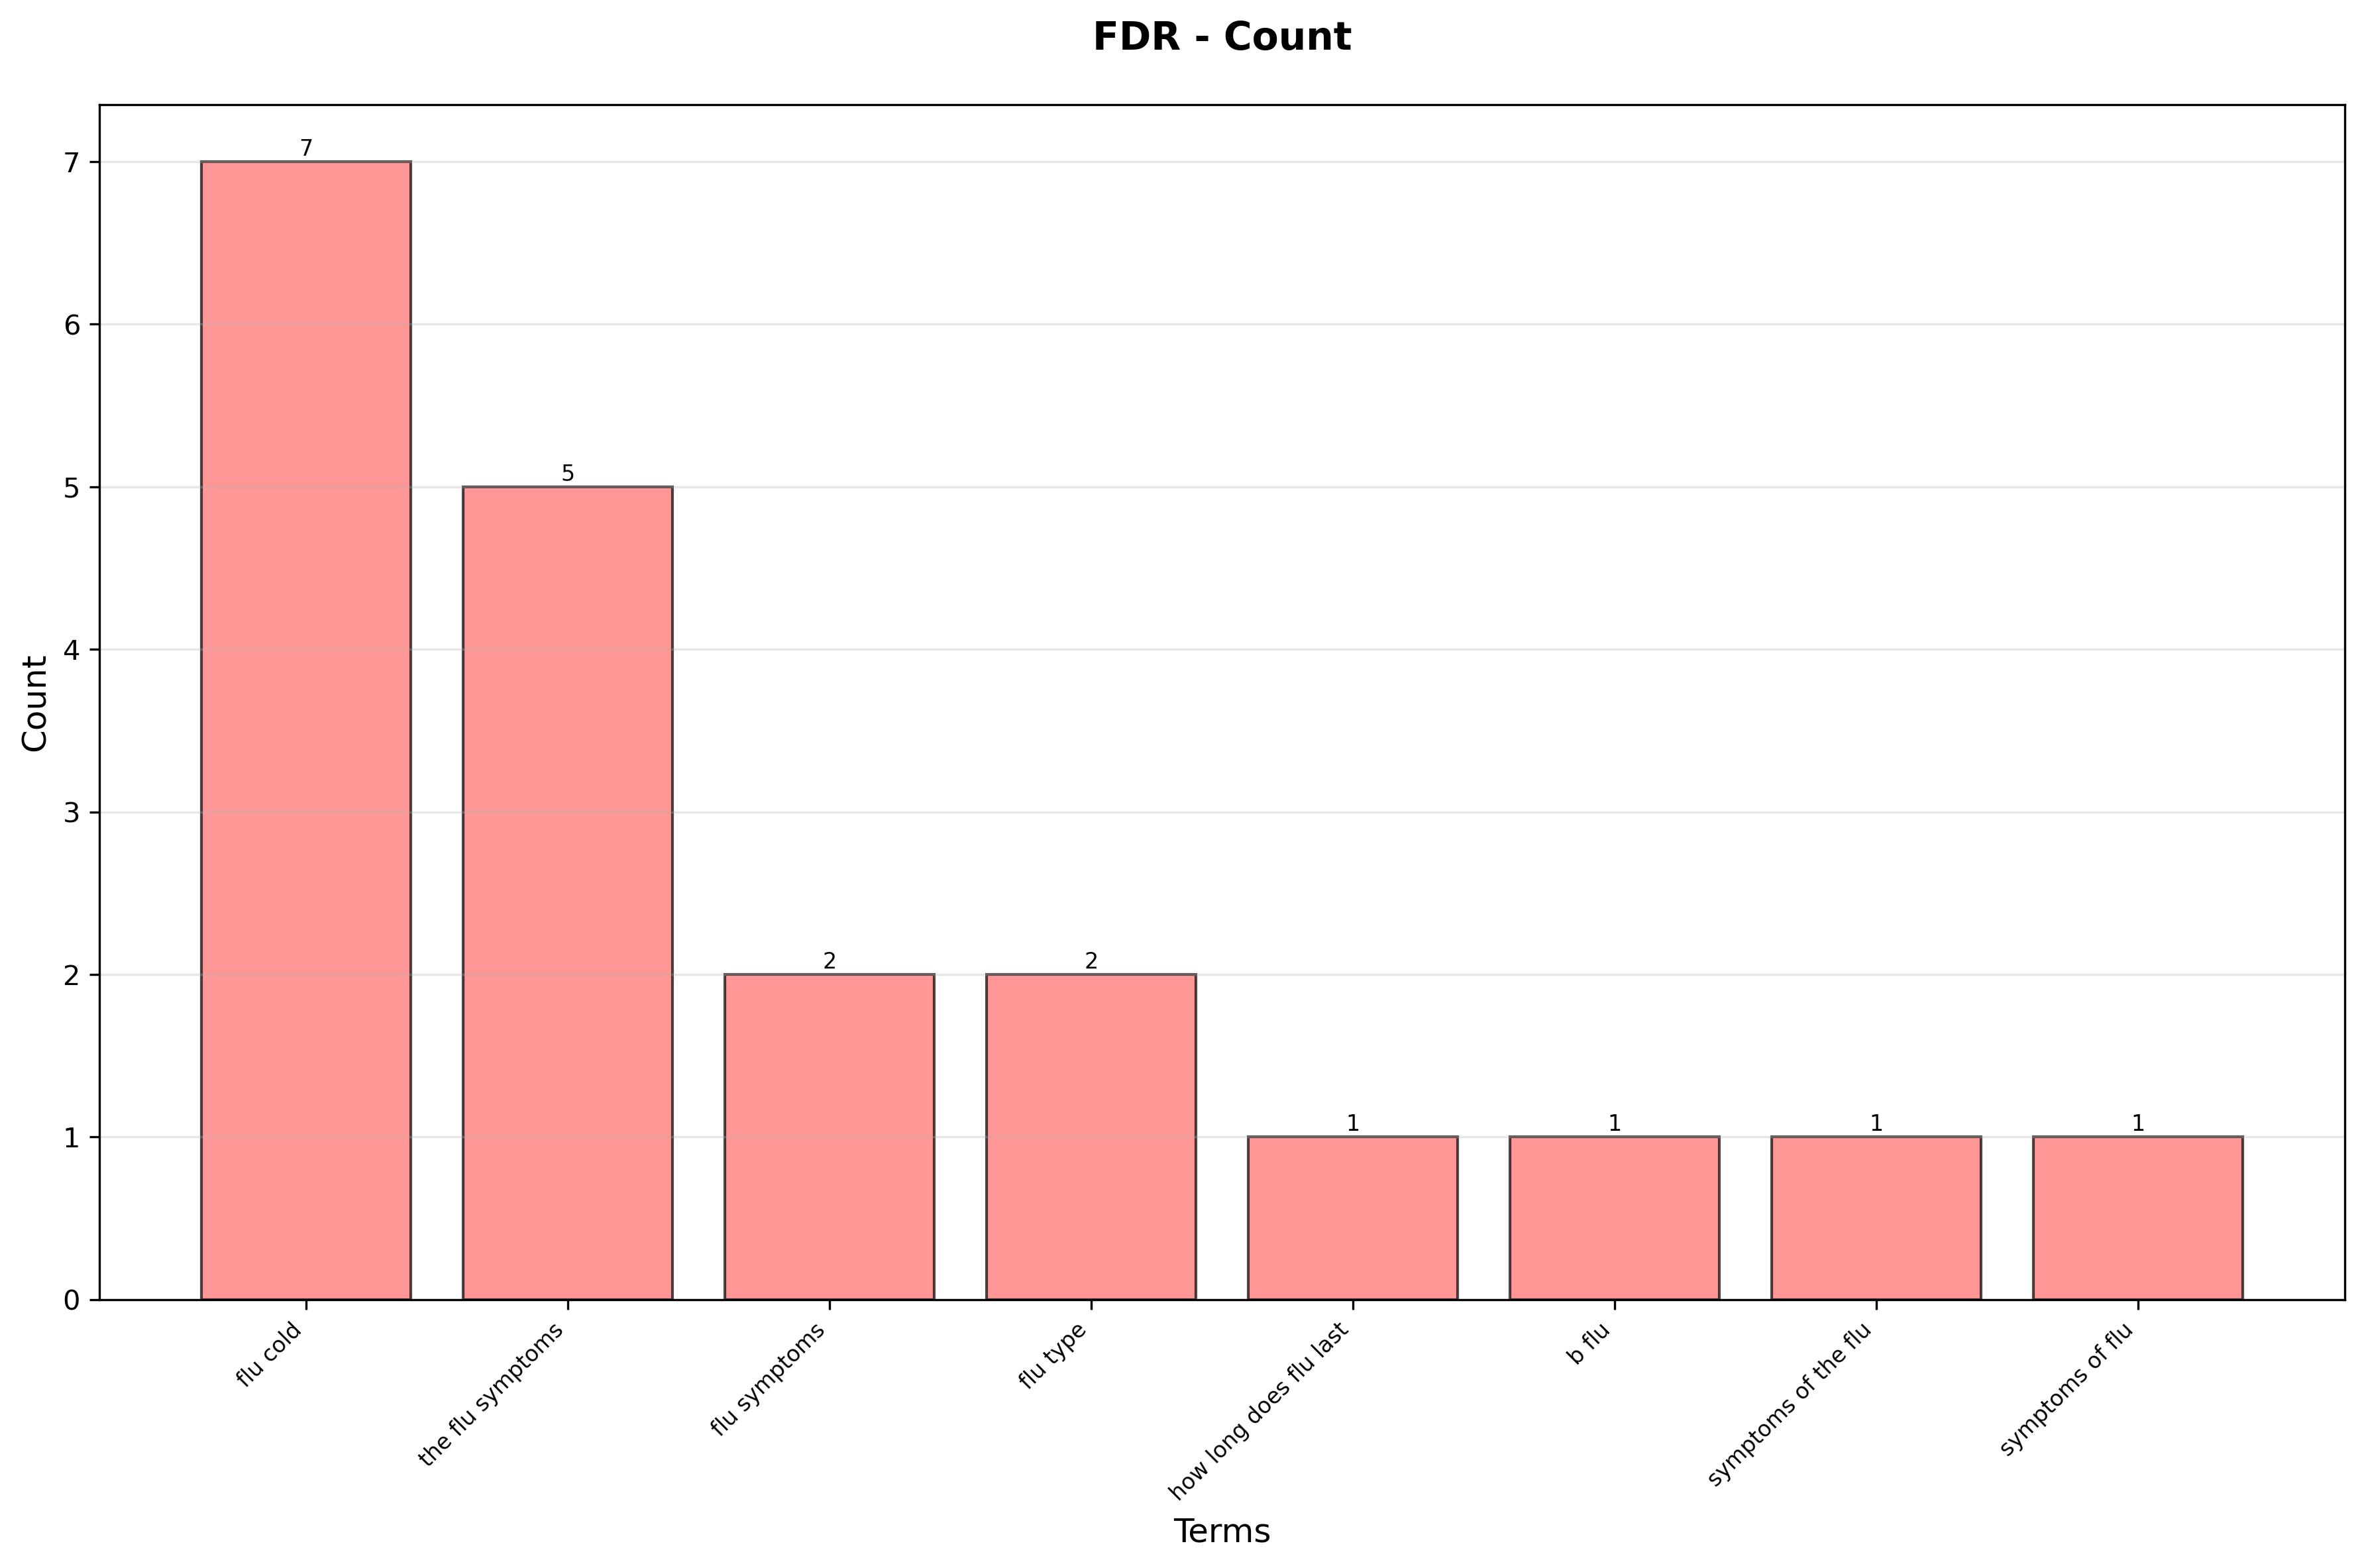 FDR - Count
Count
7
6
5
4
3
2
1
0
7
5
2
2
1
1
1
1
flu cold
the flu symptoms
flu symptoms
flu type
how long does flu last
b flu
symptoms of the flu
symptoms of flu
Terms